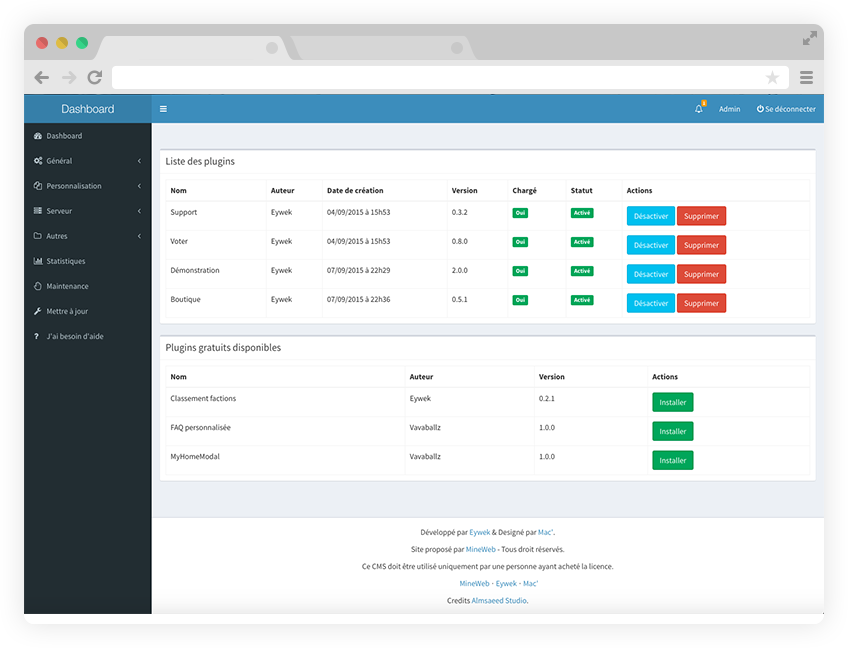 Dashboard
1
Admin
Se déconnecter
Dashboard
Général
Personnalisation
Serveur
Autres
Statistiques
Maintenance
Mettre à jour
? J'ai besoin d'aide
Liste des plugins
Nom Auteur Date de création Version Chargé Statut Actions
Support Eywek 04/09/2015 à 15h53 0.3.2 Oui Activé Désactiver Supprimer
Voter Eywek 04/09/2015 à 15h53 0.8.0 Oui Activé Désactiver Supprimer
Démonstration Eywek 07/09/2015 à 22h29 2.0.0 Oui Activé Désactiver Supprimer
Boutique Eywek 07/09/2015 à 22h36 0.5.1 Oui Activé Désactiver Supprimer
Plugins gratuits disponibles
Nom Auteur Version Actions
Classement factions Eywek 0.2.1 Installer
FAQ personnalisée Vavaballz 1.0.0 Installer
MyHomeModal Vavaballz 1.0.0 Installer
Développé par Eywek & Designé par Mac'.
Site proposé par MineWeb - Tous droit réservés.
Ce CMS doit être utilisé uniquement par une personne ayant acheté la licence.
MineWeb - Eywek - Mac'
Credits Almsaeed Studio.